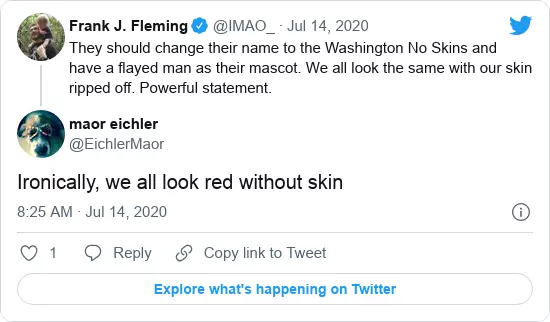 Frank J. Fleming @IMAO_ · Jul 14, 2020
They should change their name to the Washington No Skins and
have a flayed man as their mascot. We all look the same with our skin
ripped off. Powerful statement.
maor eichler
@EichlerMaor
Ironically, we all look red without skin
8:25 AM · Jul 14, 2020
1 Reply Copy link to Tweet
Explore what's happening on Twitter